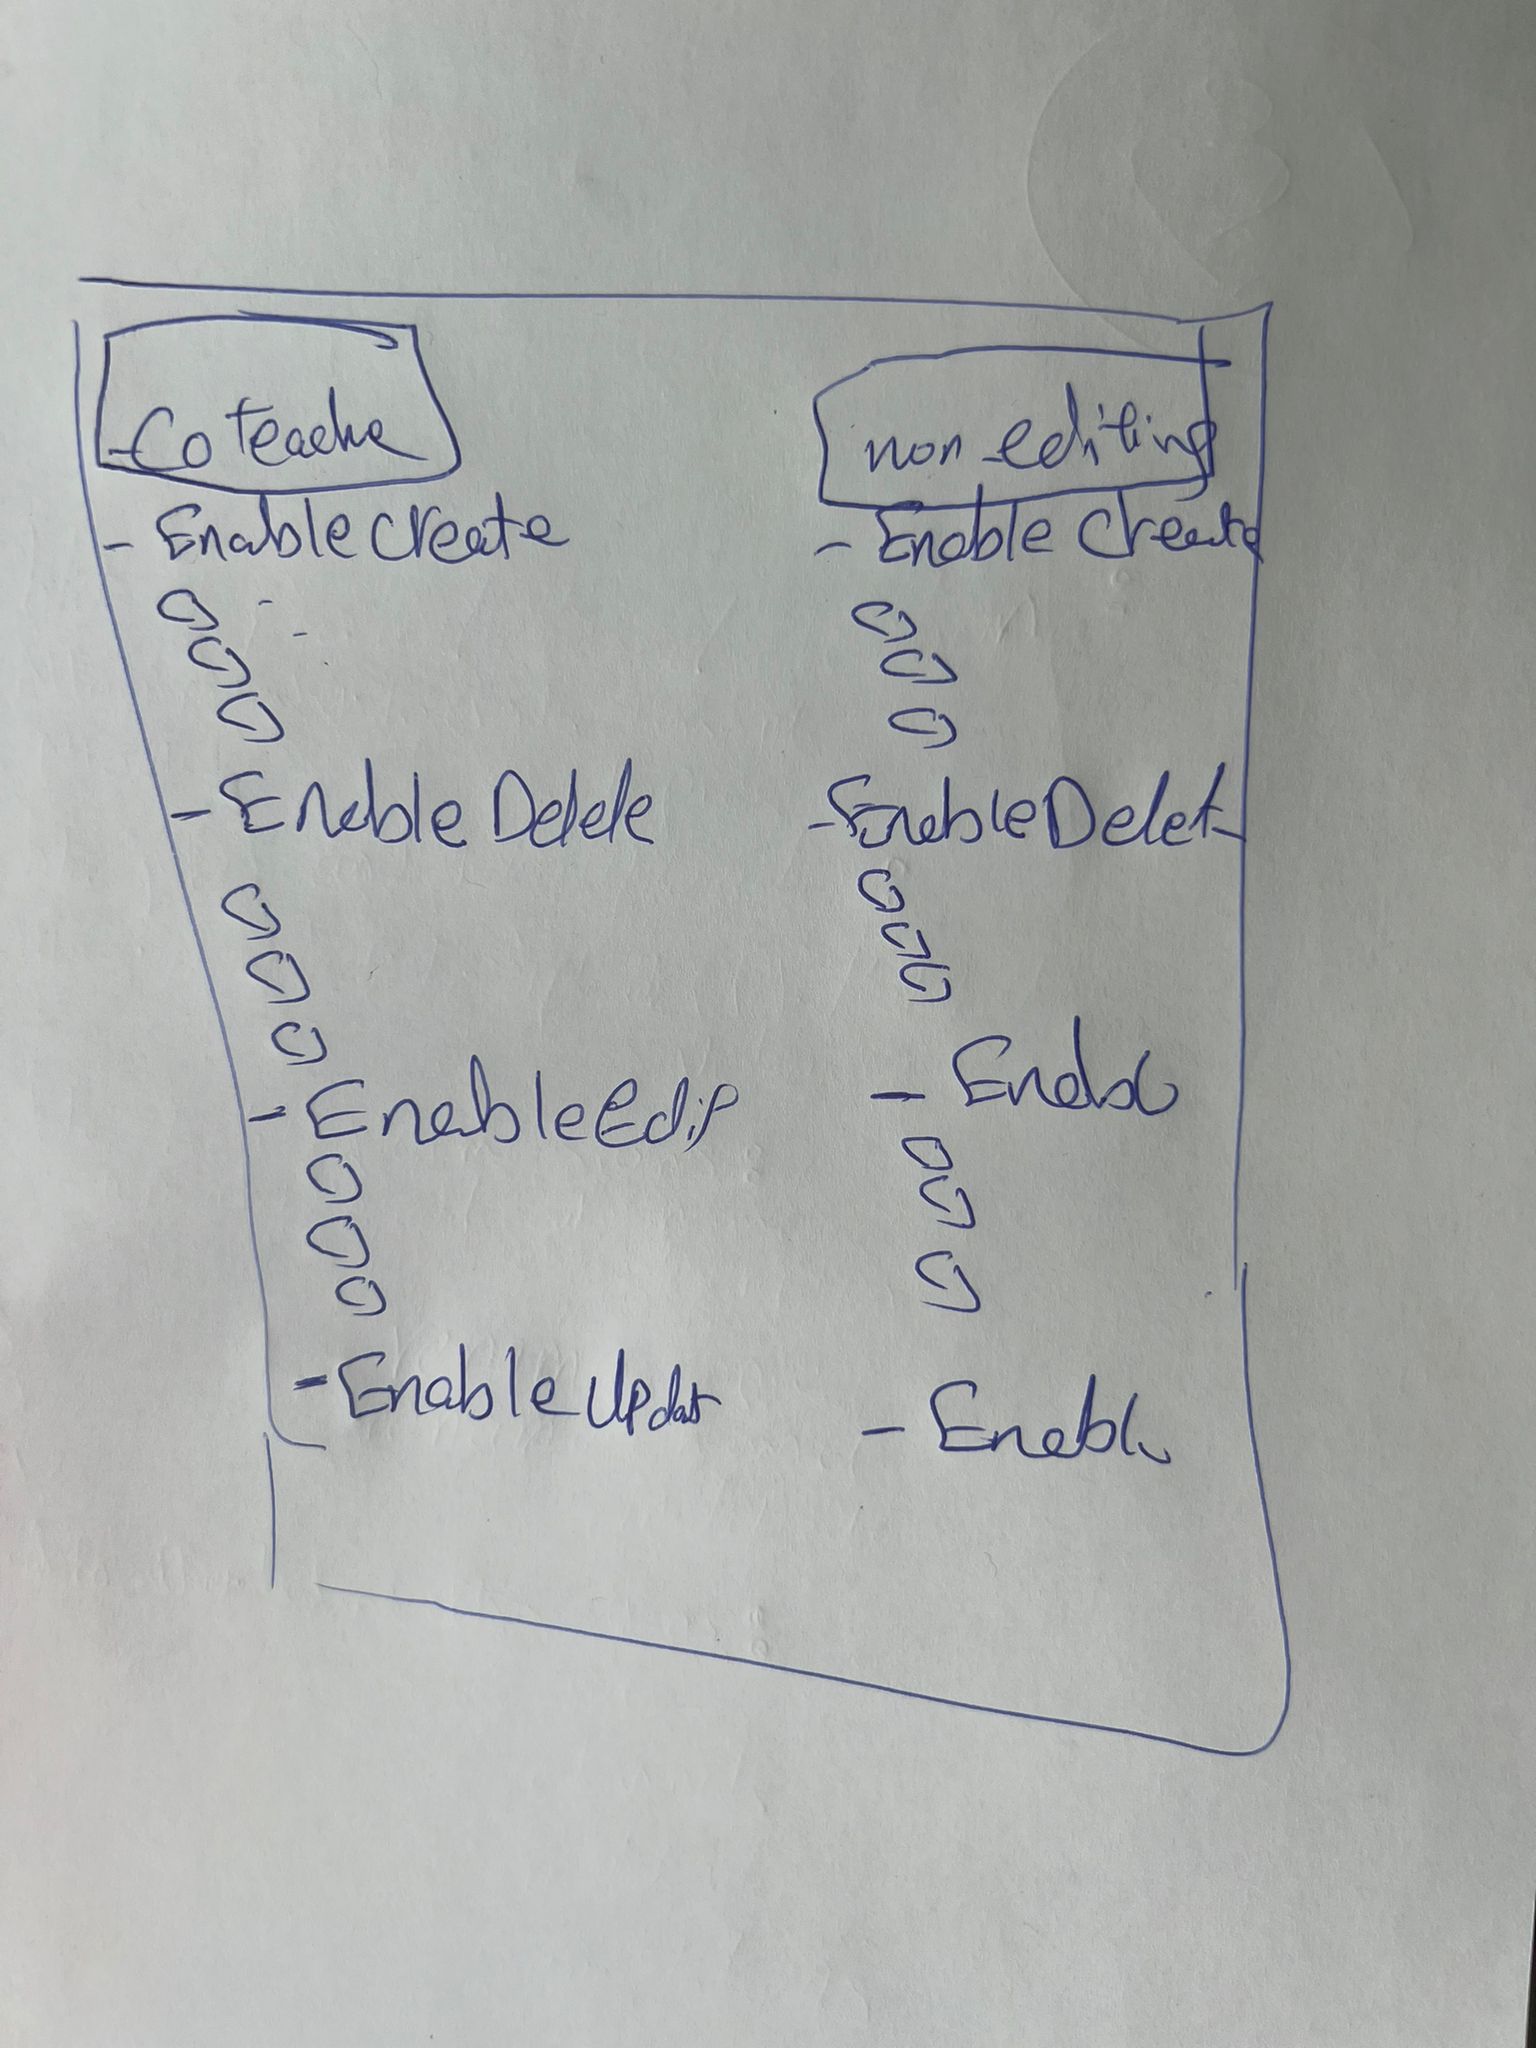 - Co teache
- Enable create
- Enable Delele
- Enable Edit
- Enable Updat
non-editing
- Enable Create
- Enable Delet
- Enabl
- Enabl